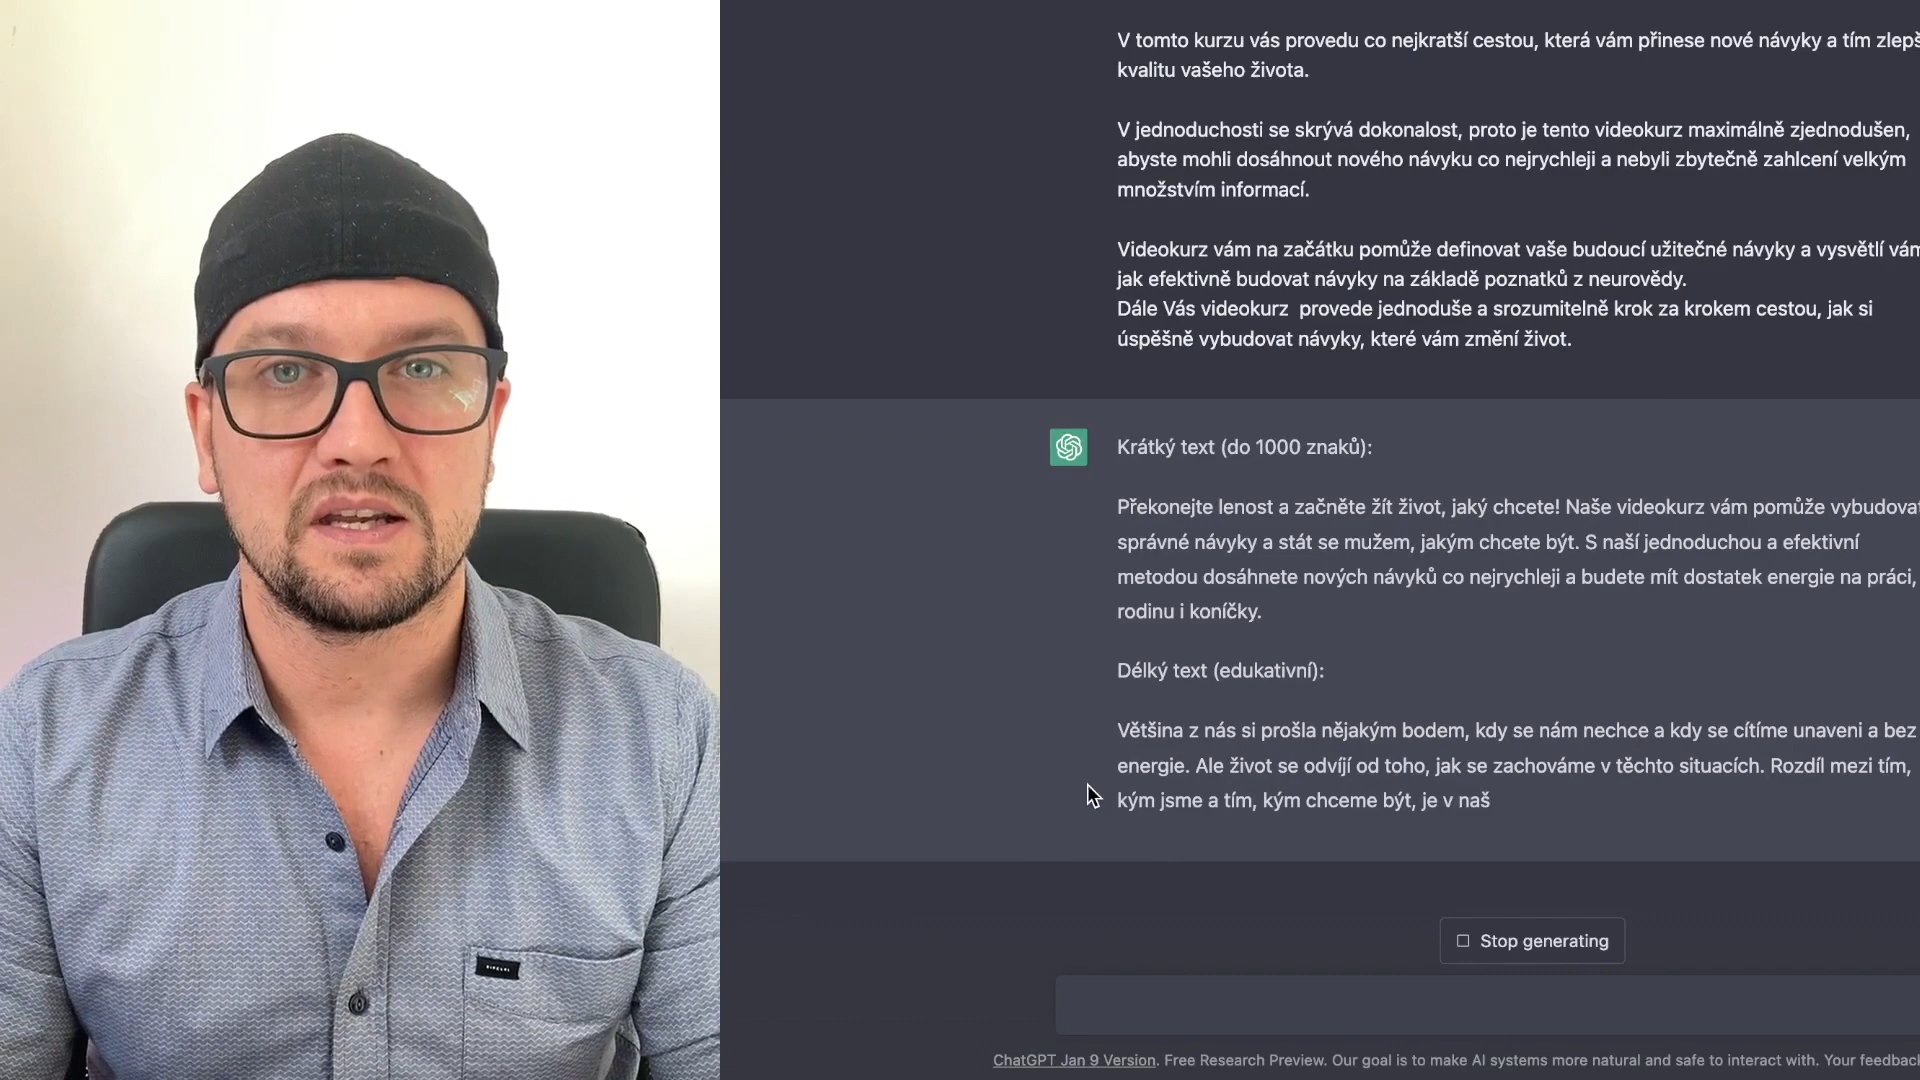 V tomto kurzu vás provedu co nejkratší cestou, která vám přinese nové návyky a tím zlepš
kvalitu vašeho života.
V jednoduchosti se skrývá dokonalost, proto je tento videokurz maximálně zjednodušen,
abyste mohli dosáhnout nového návyku co nejrychleji a nebyli zbytečně zahlcení velkým
množstvím informací.
Videokurz vám na začátku pomůže definovat vaše budoucí užitečné návyky a vysvětlí vám
jak efektivně budovat návyky na základě poznatků z neurovědy.
Dále Vás videokurz  provede jednoduše a srozumitelně krok za krokem cestou, jak si
úspěšně vybudovat návyky, které vám změní život.
Krátký text (do 1000 znaků):
Překonejte lenost a začněte žít život, jaký chcete! Naše videokurz vám pomůže vybudovat
správné návyky a stát se mužem, jakým chcete být. S naší jednoduchou a efektivní
metodou dosáhnete nových návyků co nejrychleji a budete mít dostatek energie na práci,
rodinu i koníčky.
Délký text (edukativní):
Většina z nás si prošla nějakým bodem, kdy se nám nechce a kdy se cítíme unaveni a bez
energie. Ale život se odvíjí od toho, jak se zachováme v těchto situacích. Rozdíl mezi tím,
kým jsme a tím, kým chceme být, je v naš
Stop generating
ChatGPT Jan 9 Version. Free Research Preview. Our goal is to make AI systems more natural and safe to interact with. Your feedbac